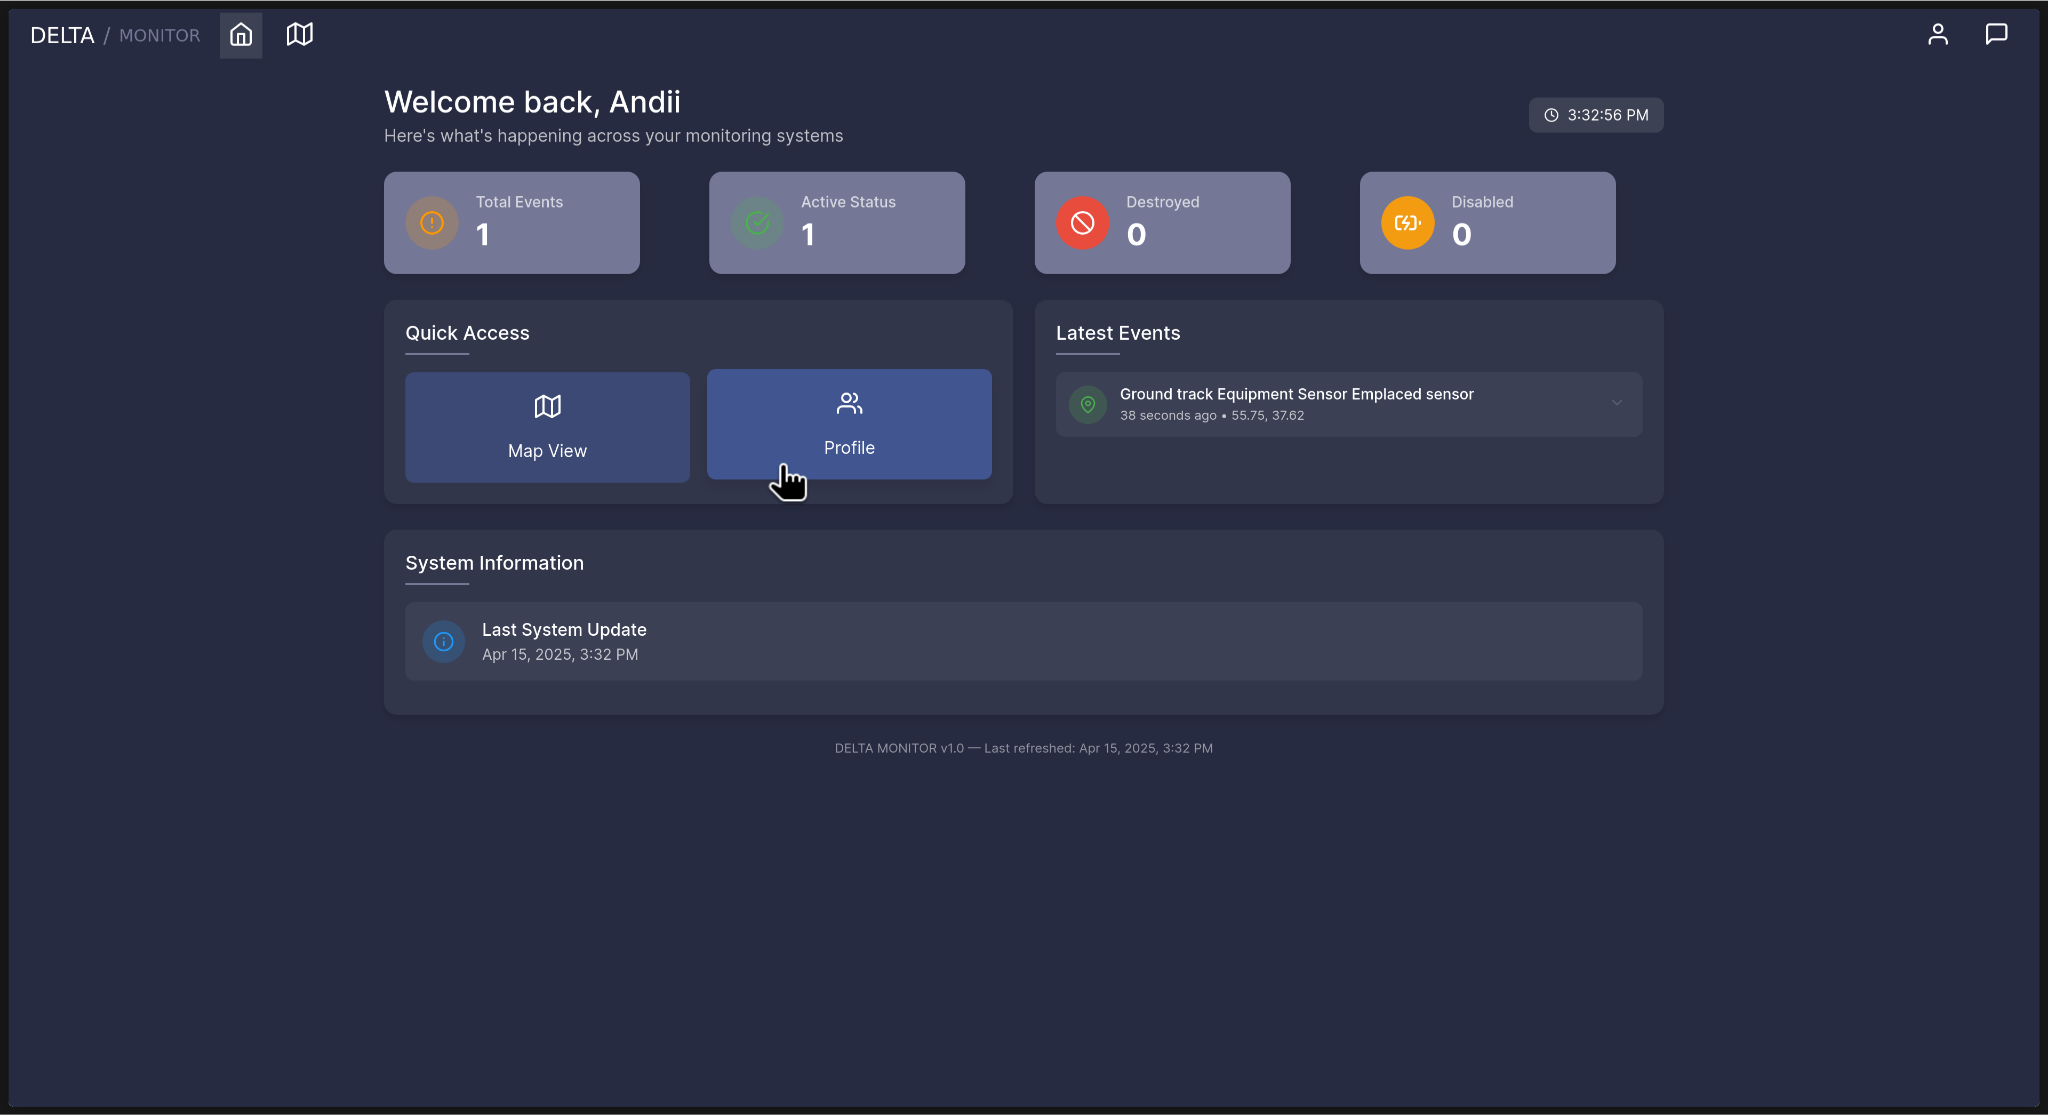 DELTA / MONITOR
Welcome back, Andii
Here's what's happening across your monitoring systems
3:32:56 PM
Total Events
1
Active Status
1
Destroyed
0
Disabled
0
Quick Access
Map View
Profile
Latest Events
Ground track Equipment Sensor Emplaced sensor
38 seconds ago • 55.75, 37.62
System Information
Last System Update
Apr 15, 2025, 3:32 PM
DELTA MONITOR v1.0 — Last refreshed: Apr 15, 2025, 3:32 PM